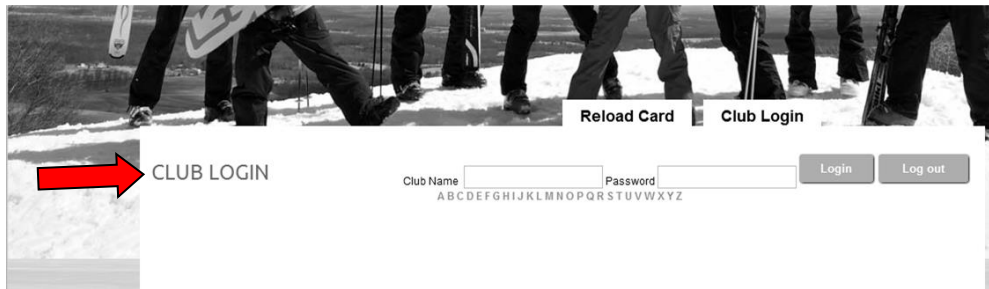 Reload Card Club Login
CLUB LOGIN
Club Name Password Login Log out
A B C D E F G H I J K L M N O P Q R S T U V W X Y Z